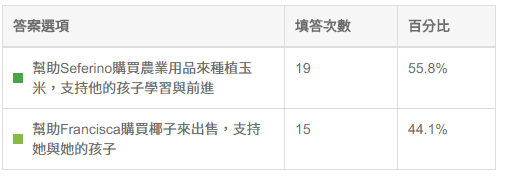 答案選項 填答次數 百分比
幫助Seferino購買農業用品來種植玉 19 55.8%
米，支持他的孩子學習與前進
幫助Francisca購買椰子來出售，支持 15 44.1%
她與她的孩子